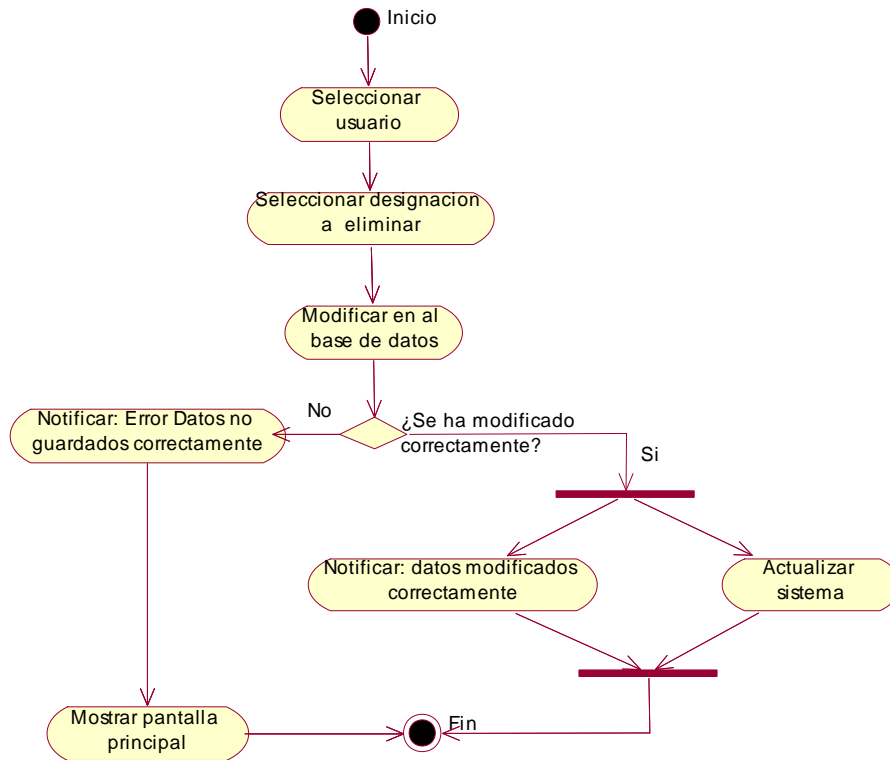 Inicio
Seleccionar
usuario
Seleccionar designacion
a eliminar
Modificar en al
base de datos
No
¿Se ha modificado
correctamente?
Notificar: Error Datos no
guardados correctamente
Si
Notificar: datos modificados
correctamente
Actualizar
sistema
Mostrar pantalla
principal
Fin